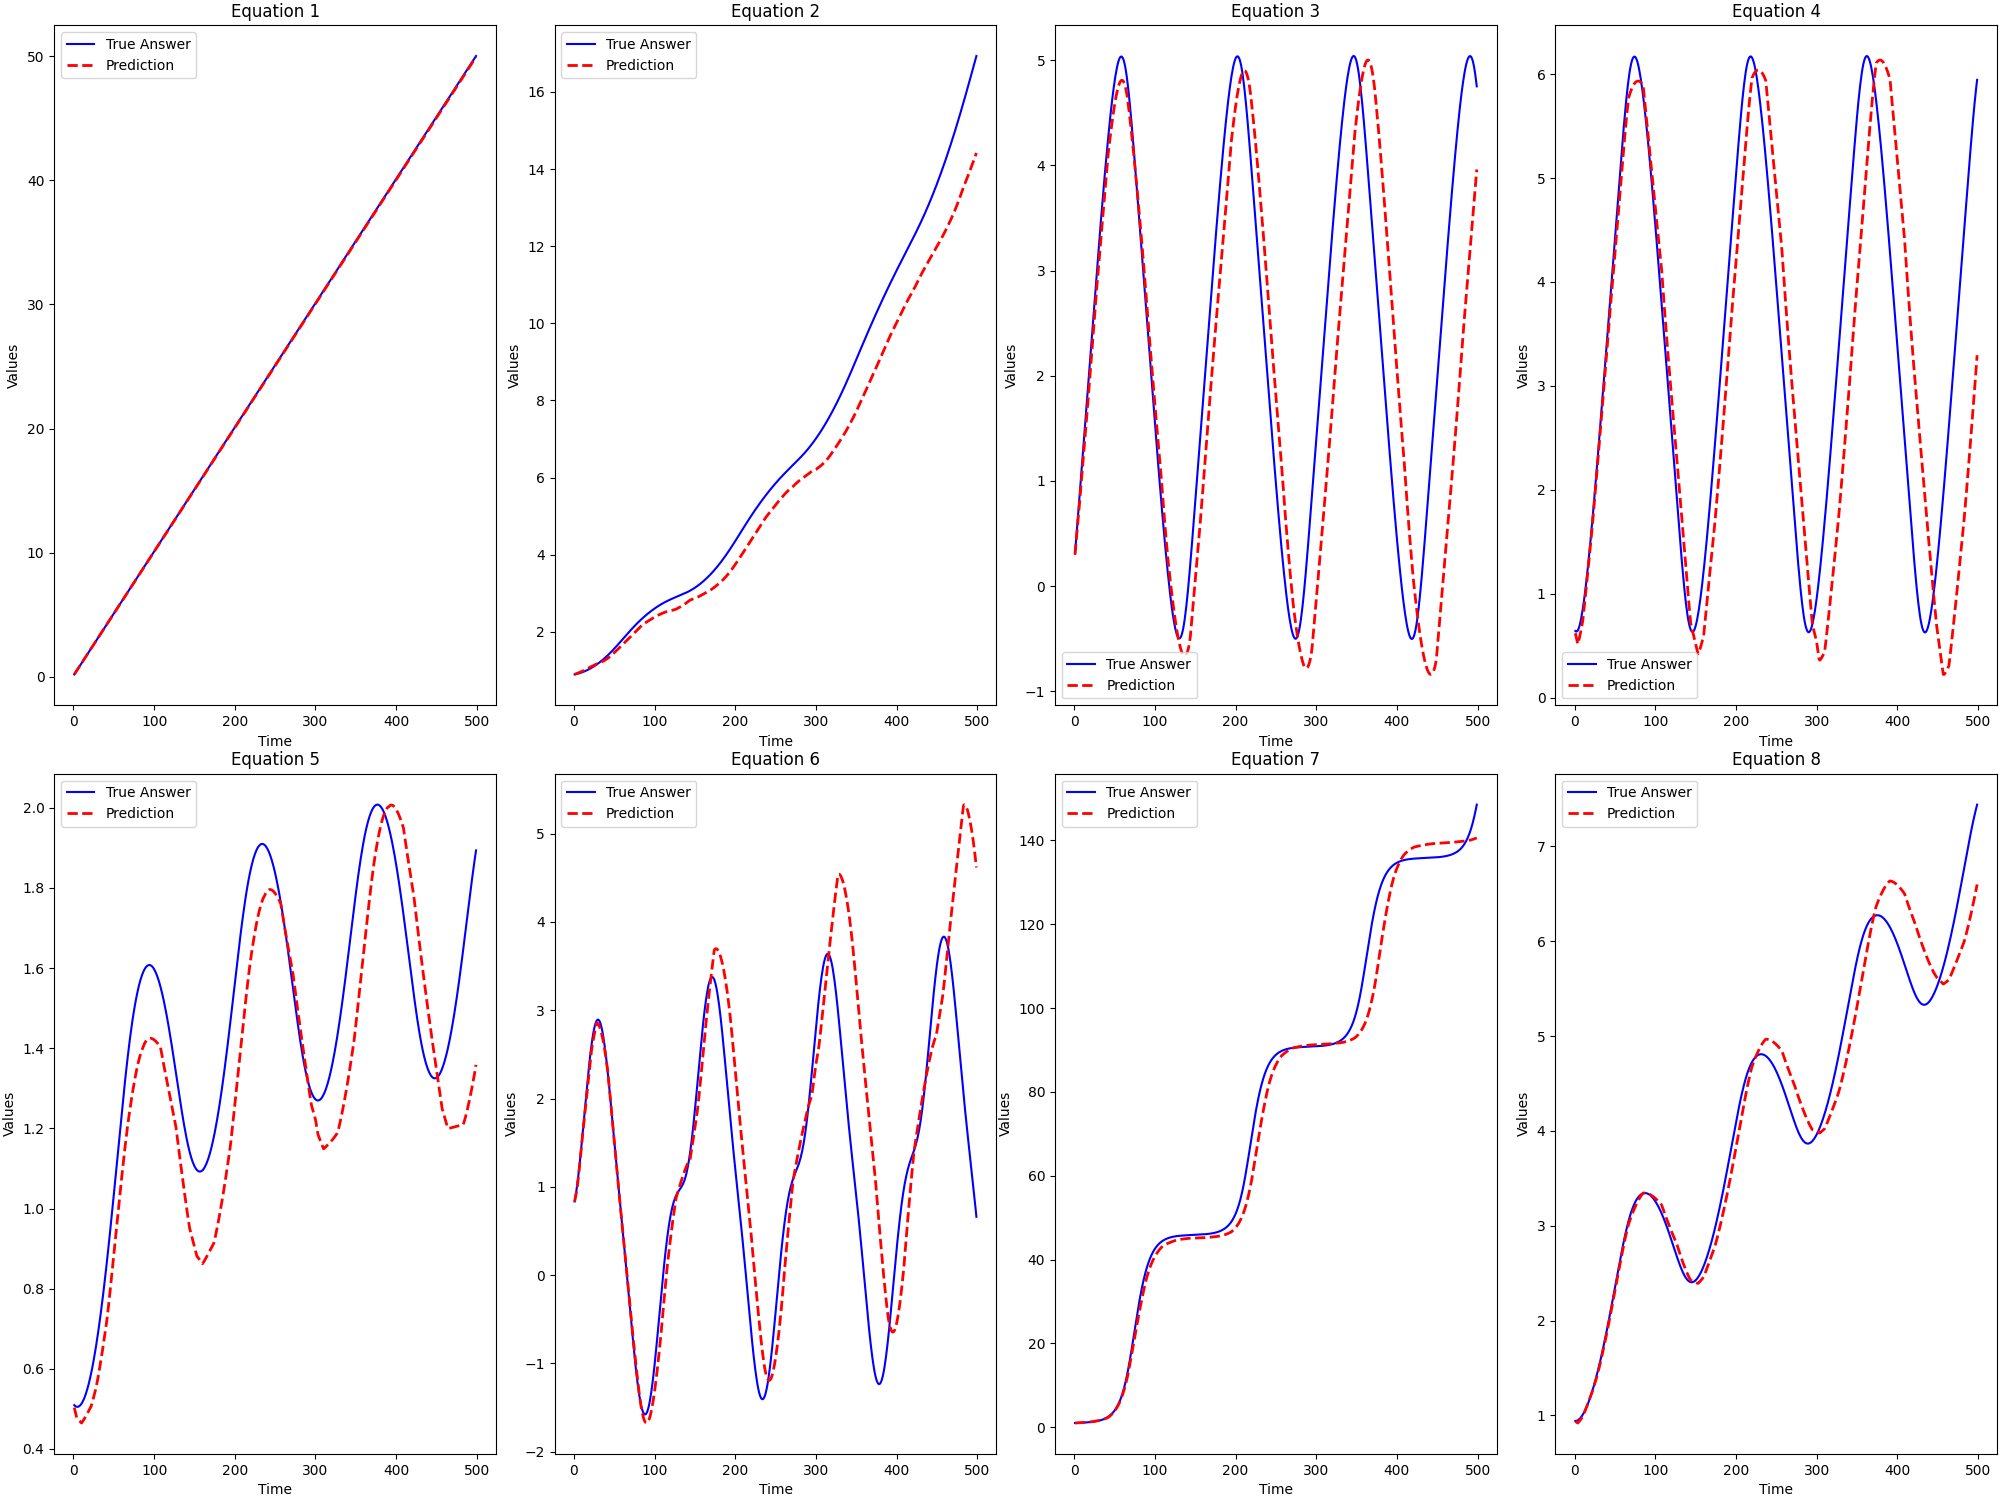 Equation 1
True Answer
Prediction
50
40
30
20
10
0
Values
0 100 200 300 400 500
Time
Equation 2
True Answer
Prediction
16
14
12
10
8
6
4
2
Values
0 100 200 300 400 500
Time
Equation 3
5
4
3
2
1
0
−1
Values
True Answer
Prediction
0 100 200 300 400 500
Time
Equation 4
6
5
4
3
2
1
0
Values
True Answer
Prediction
0 100 200 300 400 500
Time
Equation 5
True Answer
Prediction
2.0
1.8
1.6
1.4
1.2
1.0
0.8
0.6
0.4
Values
0 100 200 300 400 500
Time
Equation 6
True Answer
Prediction
5
4
3
2
1
0
−1
−2
Values
0 100 200 300 400 500
Time
Equation 7
True Answer
Prediction
140
120
100
80
60
40
20
0
Values
0 100 200 300 400 500
Time
Equation 8
True Answer
Prediction
7
6
5
4
3
2
1
Values
0 100 200 300 400 500
Time